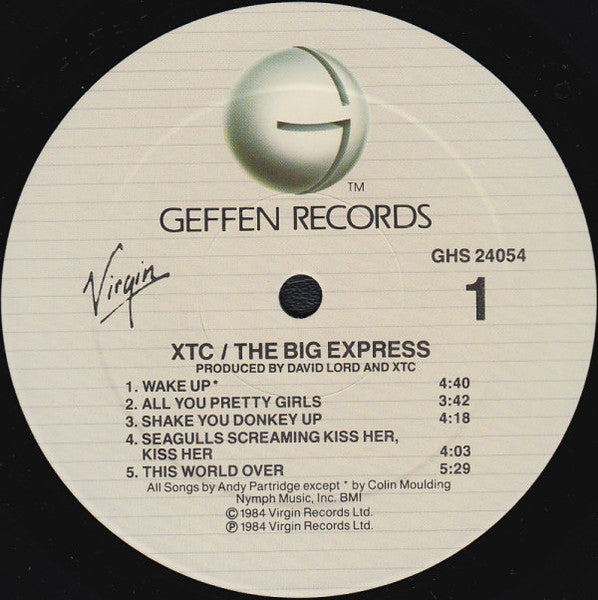 G
TM
GEFFEN RECORDS
GHS 24054
Virgin
1
XTC / THE BIG EXPRESS
PRODUCED BY DAVID LORD AND XTC
1. WAKE UP* 4:40
2. ALL YOU PRETTY GIRLS 3:42
3. SHAKE YOU DONKEY UP 4:18
4. SEAGULLS SCREAMING KISS HER,
KISS HER 4:03
5. THIS WORLD OVER 5:29
All Songs by Andy Partridge except * by Colin Moulding
Nymph Music, Inc. BMI
© 1984 Virgin Records Ltd.
℗ 1984 Virgin Records Ltd.